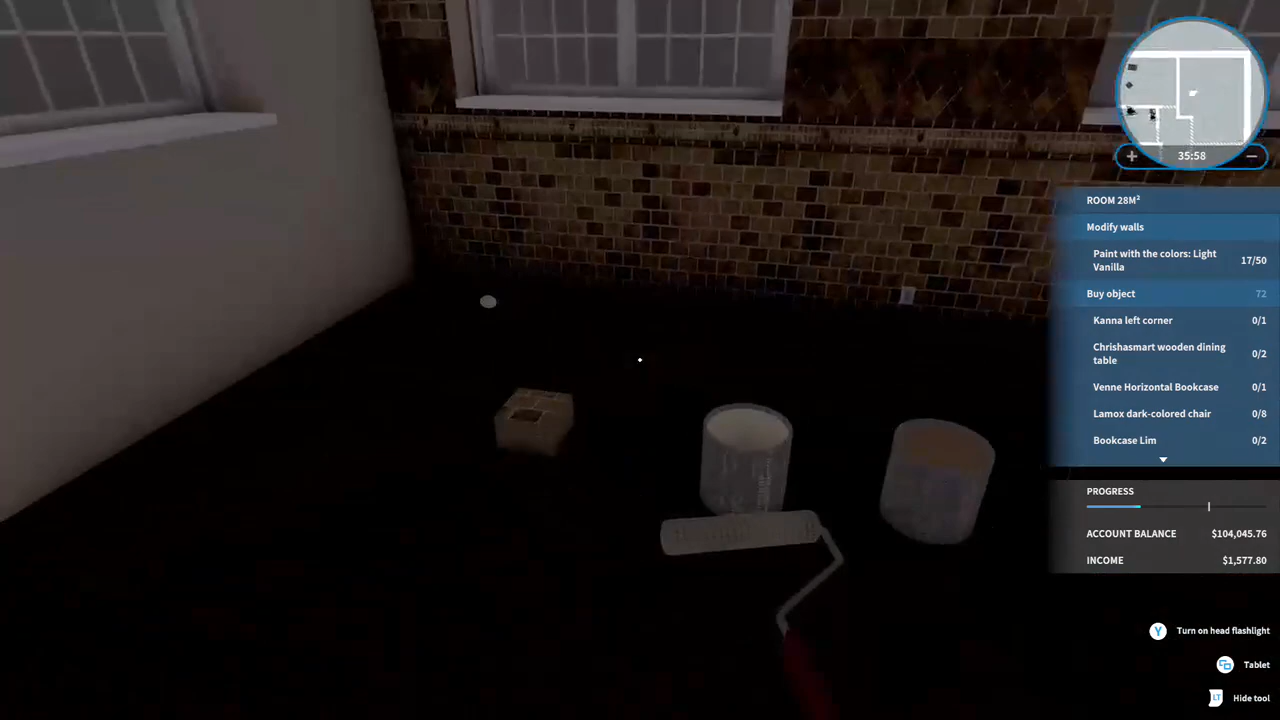 35:58
ROOM 28M²
Modify walls
Paint with the colors: Light
Vanilla
17/50
Buy object 72
Kanna left corner 0/1
Chrishasmart wooden dining
table
0/2
Venne Horizontal Bookcase 0/1
Lamox dark-colored chair 0/8
Bookcase Lim 0/2
PROGRESS
ACCOUNT BALANCE $104,045.76
INCOME $1,577.80
Y Turn on head flashlight
Tablet
LT Hide tool